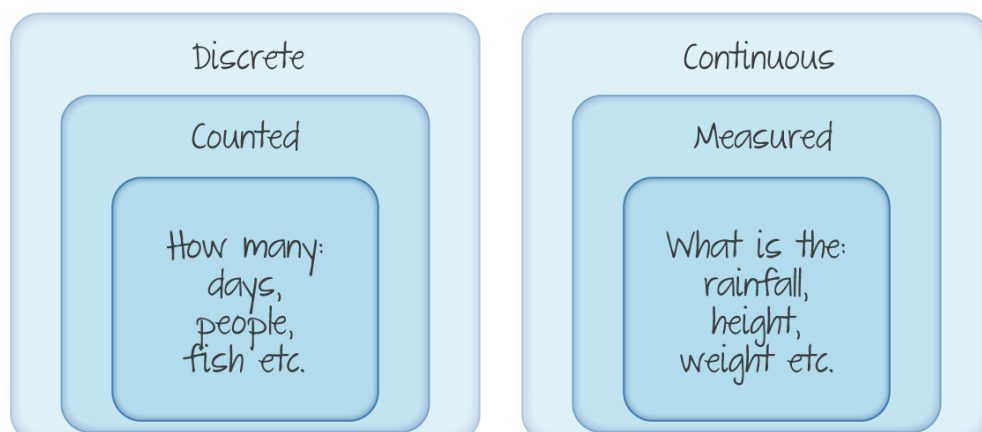 Discrete
Counted
How many:
days,
people,
fish etc.
Continuous
Measured
What is the:
rainfall,
height,
weight etc.